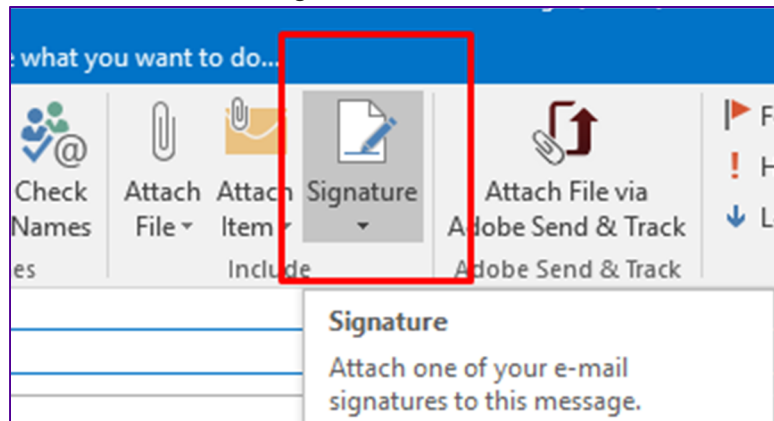 what you want to do...
Check Names
Attach File
Attach Item
Signature
Attach File via
Adobe Send & Track
Include
Adobe Send & Track
Signature
Attach one of your e-mail
signatures to this message.